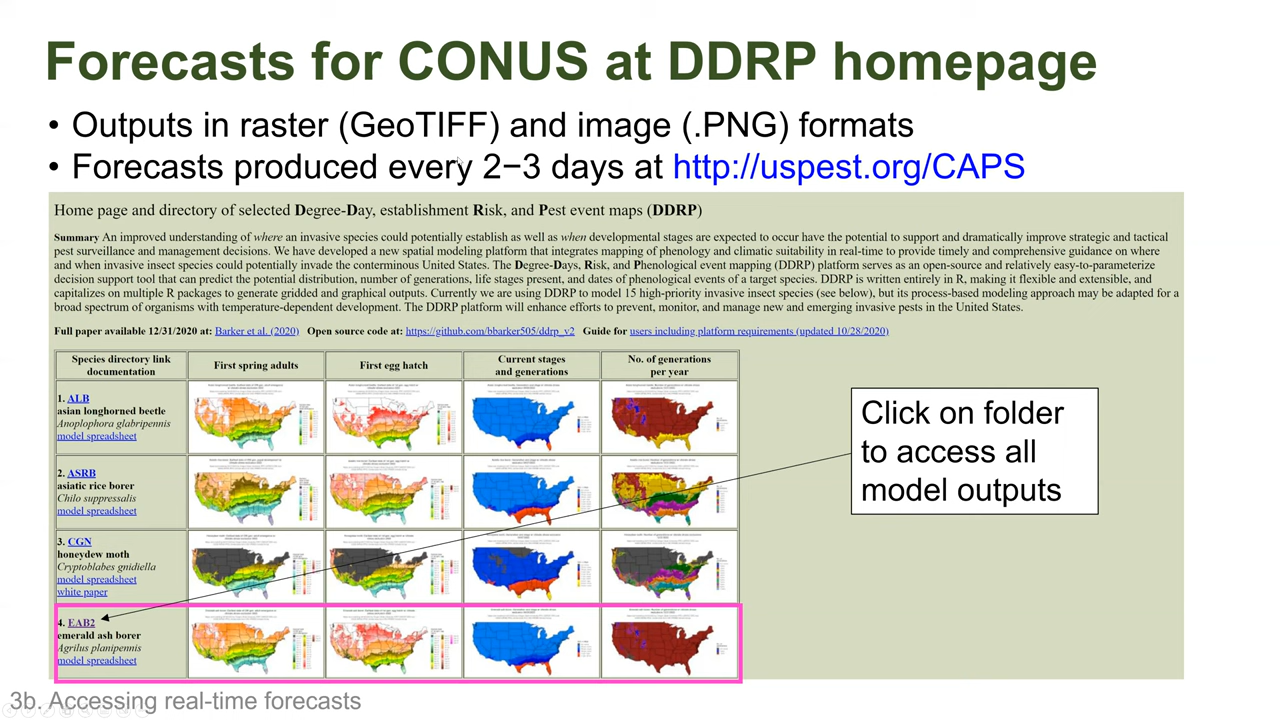 Forecasts for CONUS at DDRP homepage
• Outputs in raster (GeoTIFF) and image (.PNG) formats
• Forecasts produced every 2−3 days at http://uspest.org/CAPS
Home page and directory of selected Degree-Day, establishment Risk, and Pest event maps (DDRP)
Summary An improved understanding of where an invasive species could potentially establish as well as when developmental stages are expected to occur have the potential to support and dramatically improve strategic and tactical
pest surveillance and management decisions. We have developed a new spatial modeling platform that integrates mapping of phenology and climatic suitability in real-time to provide timely and comprehensive guidance on where
and when invasive insect species could potentially invade the conterminous United States. The Degree-Days, Risk, and Phenological event mapping (DDRP) platform serves as an open-source and relatively easy-to-parameterize
decision support tool that can predict the potential distribution, number of generations, life stages present, and dates of phenological events of a target species. DDRP is written entirely in R, making it flexible and extensible, and
capitalizes on multiple R packages to generate gridded and graphical outputs. Currently we are using DDRP to model 15 high-priority invasive insect species (see below), but its process-based modeling approach may be adapted for a
broad spectrum of organisms with temperature-dependent development. The DDRP platform will enhance efforts to prevent, monitor, and manage new and emerging invasive pests in the United States.
Full paper available 12/31/2020 at: Barker et al. (2020) Open source code at: https://github.com/bbarker505/ddrp_v2 Guide for users including platform requirements (updated 10/28/2020)
Species directory link
documentation
First spring adults
First egg hatch
Current stages
and generations
No. of generations
per year
1. ALB
asian longhorned beetle
Anoplophora glabripennis
model spreadsheet
2. ASRB
asiatic rice borer
Chilo suppressalis
model spreadsheet
3. CGN
honeydew moth
Cryptoblabes gnidiella
model spreadsheet
white paper
4. EAB2
emerald ash borer
Agrilus planipennis
model spreadsheet
Click on folder
to access all
model outputs
3b. Accessing real-time forecasts